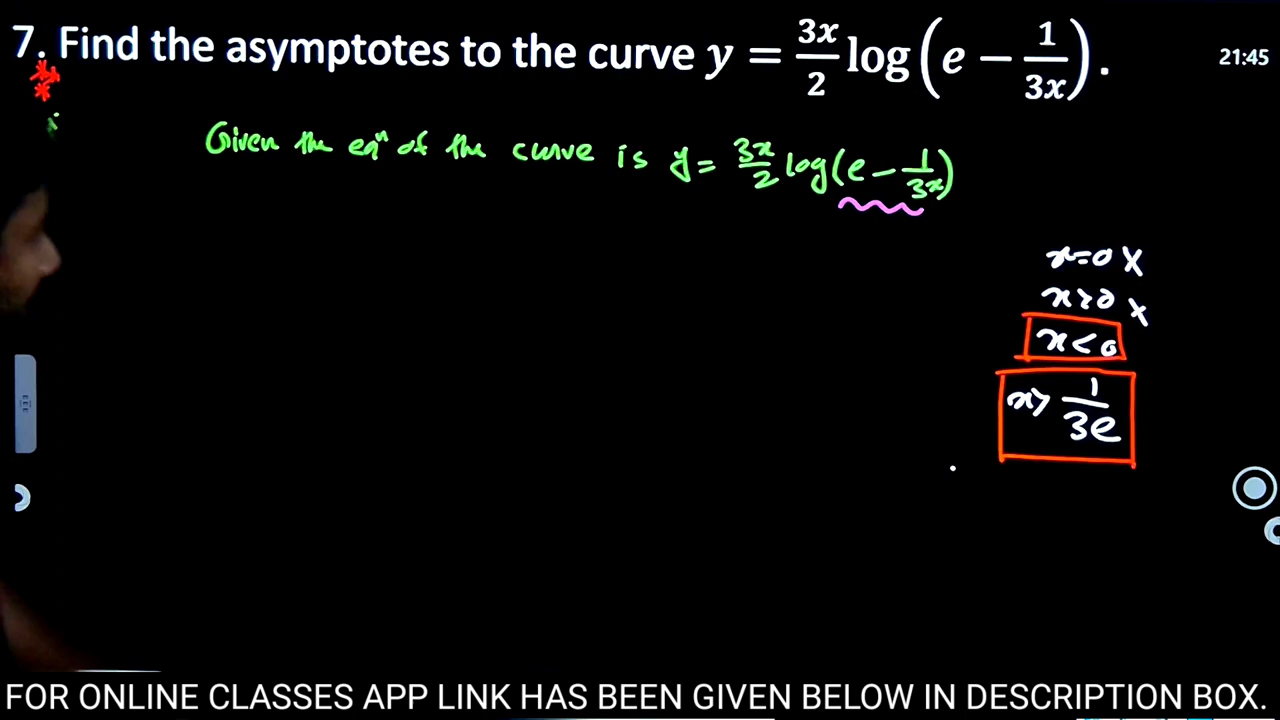 7. Find the asymptotes to the curve y = 3x/2 log(e − 1/3x).
21:45
Given the eqⁿ of the curve is y = 3x/2 log(e − 1/3x)
x=0 X
x>0 X
x<0
x> 1/3e
FOR ONLINE CLASSES APP LINK HAS BEEN GIVEN BELOW IN DESCRIPTION BOX.